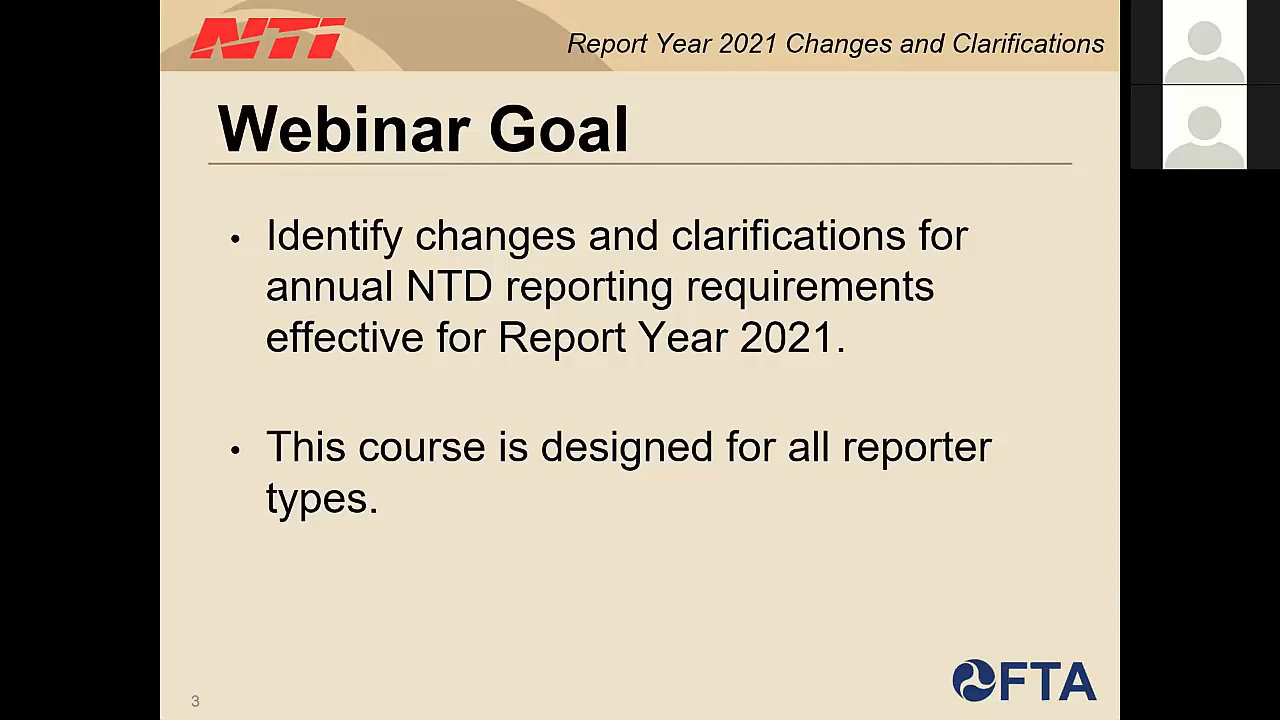 NTI
Report Year 2021 Changes and Clarifications
Webinar Goal
• Identify changes and clarifications for
annual NTD reporting requirements
effective for Report Year 2021.
• This course is designed for all reporter
types.
FTA
3